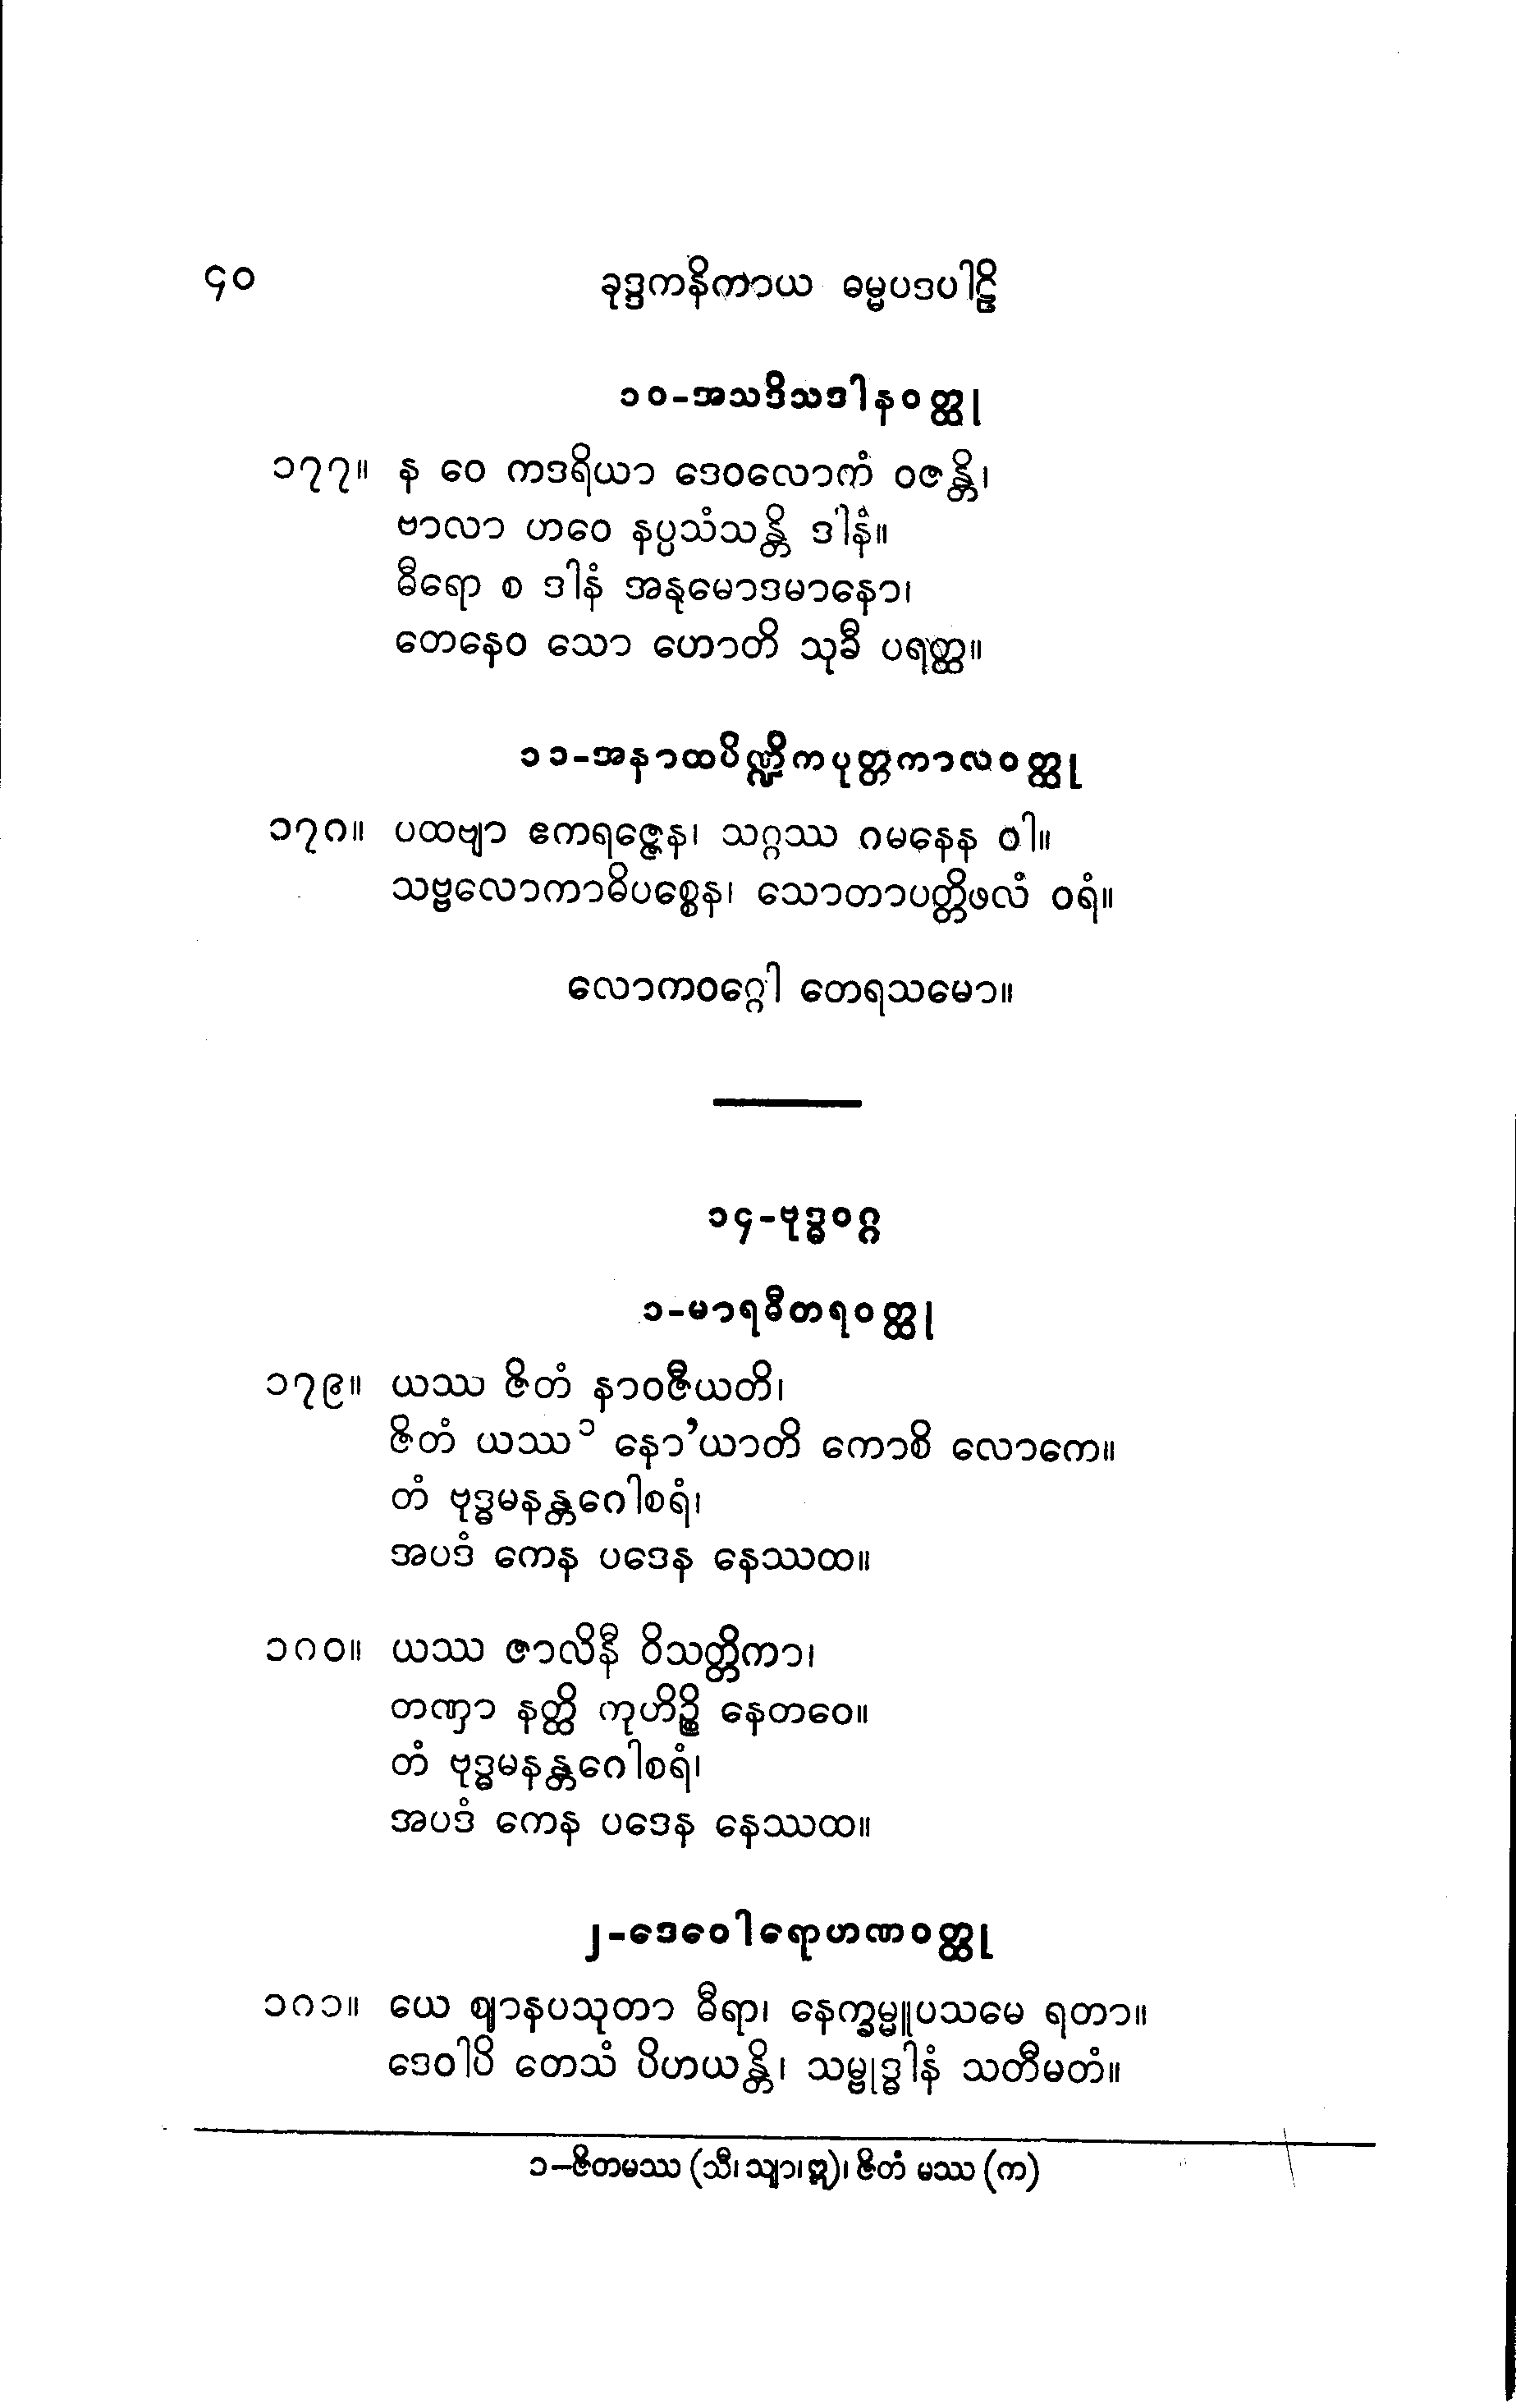 ၄၀ ခုဒ္ဒကနိကာယ ဓမ္မပဒပါဠိ
၁၀-အသဒိသဒါနဝတ္ထု
၁၇၇။ န ဝေ ကဒရိယာ ဒေဝလောကံ ဝဇန္တိ၊
ဗာလာ ဟဝေ နပ္ပသံသန္တိ ဒါနံ။
ဓီရော စ ဒါနံ အနုမောဒမာနော၊
တေနေဝ သော ဟောတိ သုခီ ပရတ္ထ။
၁၁-အနာထပိဏ္ဍိကပုတ္တကာလဝတ္ထု
၁၇၈။ ပထဗျာ ဧကရဇ္ဇေန၊ သဂ္ဂဿ ဂမနေန ဝါ။
သဗ္ဗလောကာဓိပစ္စေန၊ သောတာပတ္တိဖလံ ဝရံ။
လောကဝဂ္ဂေါ တေရသမော။
၁၄-ဗုဒ္ဓဝဂ္ဂ
၁-မာရဓီတရဝတ္ထု
၁၇၉။ ယဿ ဇိတံ နာဝဇီယတိ၊
ဇိတံ ယဿ ၁ နော’ယာတိ ကောစိ လောကေ။
တံ ဗုဒ္ဓမနန္တဂေါစရံ၊
အပဒံ ကေန ပဒေန နေဿထ။
၁၈၀။ ယဿ ဇာလိနီ ဝိသတ္တိကာ၊
တဏှာ နတ္ထိ ကုဟိဉ္စိ နေတဝေ။
တံ ဗုဒ္ဓမနန္တဂေါစရံ၊
အပဒံ ကေန ပဒေန နေဿထ။
၂-ဒေဝေါရောဟဏဝတ္ထု
၁၈၁။ ယေ ဈာနပသုတာ ဓီရာ၊ နေက္ခမ္မူပသမေ ရတာ။
ဒေဝါပိ တေသံ ပိဟယန္တိ၊ သမ္ဗုဒ္ဓါနံ သတီမတံ။
၁–ဇိတမဿ (သီ၊ သျာ၊ ဣ)၊ ဇိတံ မဿ (က)